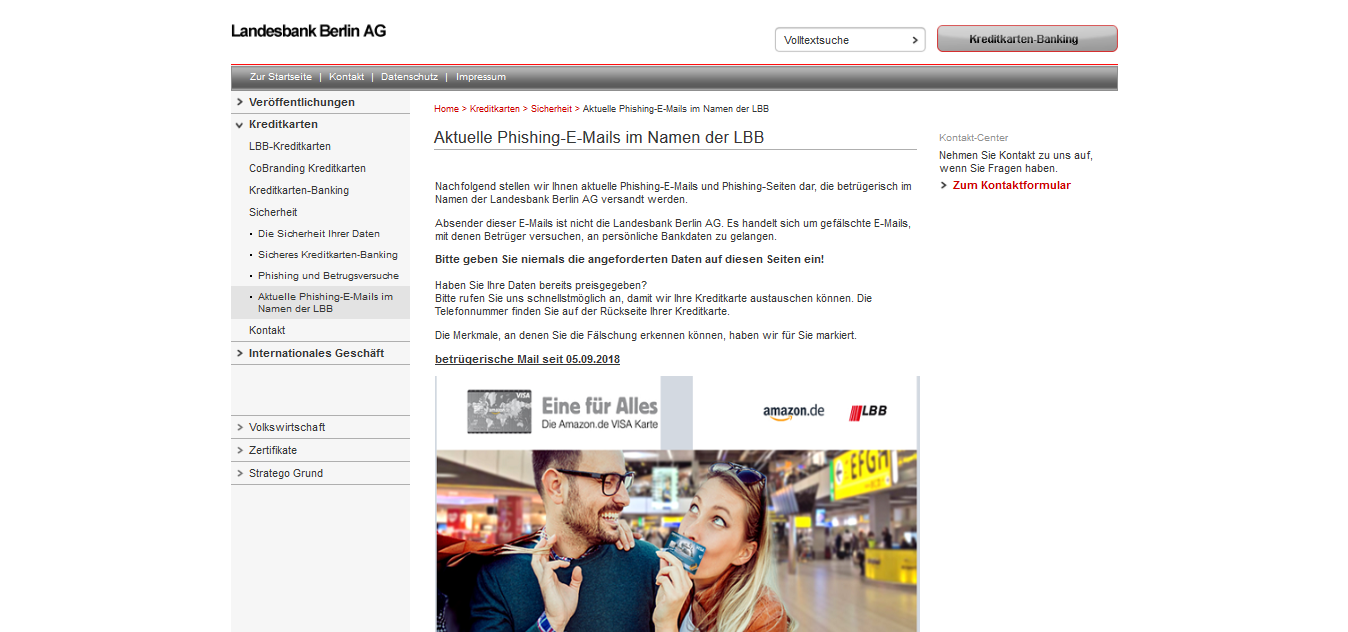 Landesbank Berlin AG
Volltextsuche
Kreditkarten-Banking
Zur Startseite | Kontakt | Datenschutz | Impressum
Veröffentlichungen
Kreditkarten
LBB-Kreditkarten
CoBranding Kreditkarten
Kreditkarten-Banking
Sicherheit
Die Sicherheit Ihrer Daten
Sicheres Kreditkarten-Banking
Phishing und Betrugsversuche
Aktuelle Phishing-E-Mails im
Namen der LBB
Kontakt
Internationales Geschäft
Volkswirtschaft
Zertifikate
Stratego Grund
Home > Kreditkarten > Sicherheit > Aktuelle Phishing-E-Mails im Namen der LBB
Aktuelle Phishing-E-Mails im Namen der LBB
Nachfolgend stellen wir Ihnen aktuelle Phishing-E-Mails und Phishing-Seiten dar, die betrügerisch im
Namen der Landesbank Berlin AG versandt werden.
Absender dieser E-Mails ist nicht die Landesbank Berlin AG. Es handelt sich um gefälschte E-Mails,
mit denen Betrüger versuchen, an persönliche Bankdaten zu gelangen.
Bitte geben Sie niemals die angeforderten Daten auf diesen Seiten ein!
Haben Sie Ihre Daten bereits preisgegeben?
Bitte rufen Sie uns schnellstmöglich an, damit wir Ihre Kreditkarte austauschen können. Die
Telefonnummer finden Sie auf der Rückseite Ihrer Kreditkarte.
Die Merkmale, an denen Sie die Fälschung erkennen können, haben wir für Sie markiert.
betrügerische Mail seit 05.09.2018
VISA
amazon
Eine für Alles
Die Amazon.de VISA Karte
amazon.de
LBB
EFGH
Kontakt-Center
Nehmen Sie Kontakt zu uns auf,
wenn Sie Fragen haben.
Zum Kontaktformular